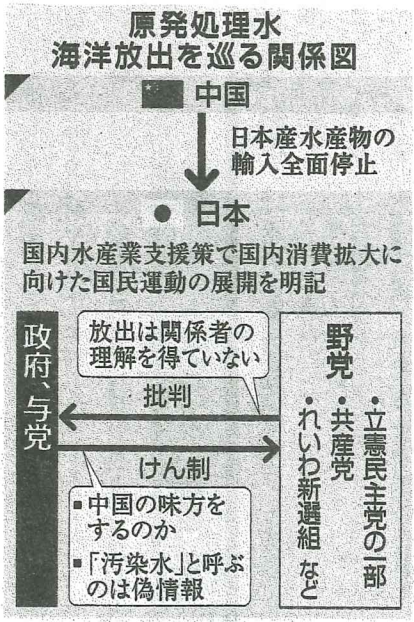 原発処理水
海洋放出を巡る関係図
中国
日本産水産物の
輸入全面停止
日本
国内水産業支援策で国内消費拡大に
向けた国民運動の展開を明記
政府、与党
放出は関係者の
理解を得ていない
批判
けん制
▪中国の味方を
するのか
▪「汚染水」と呼ぶ
のは偽情報
野党
・立憲民主党の一部
・共産党
・れいわ新選組 など